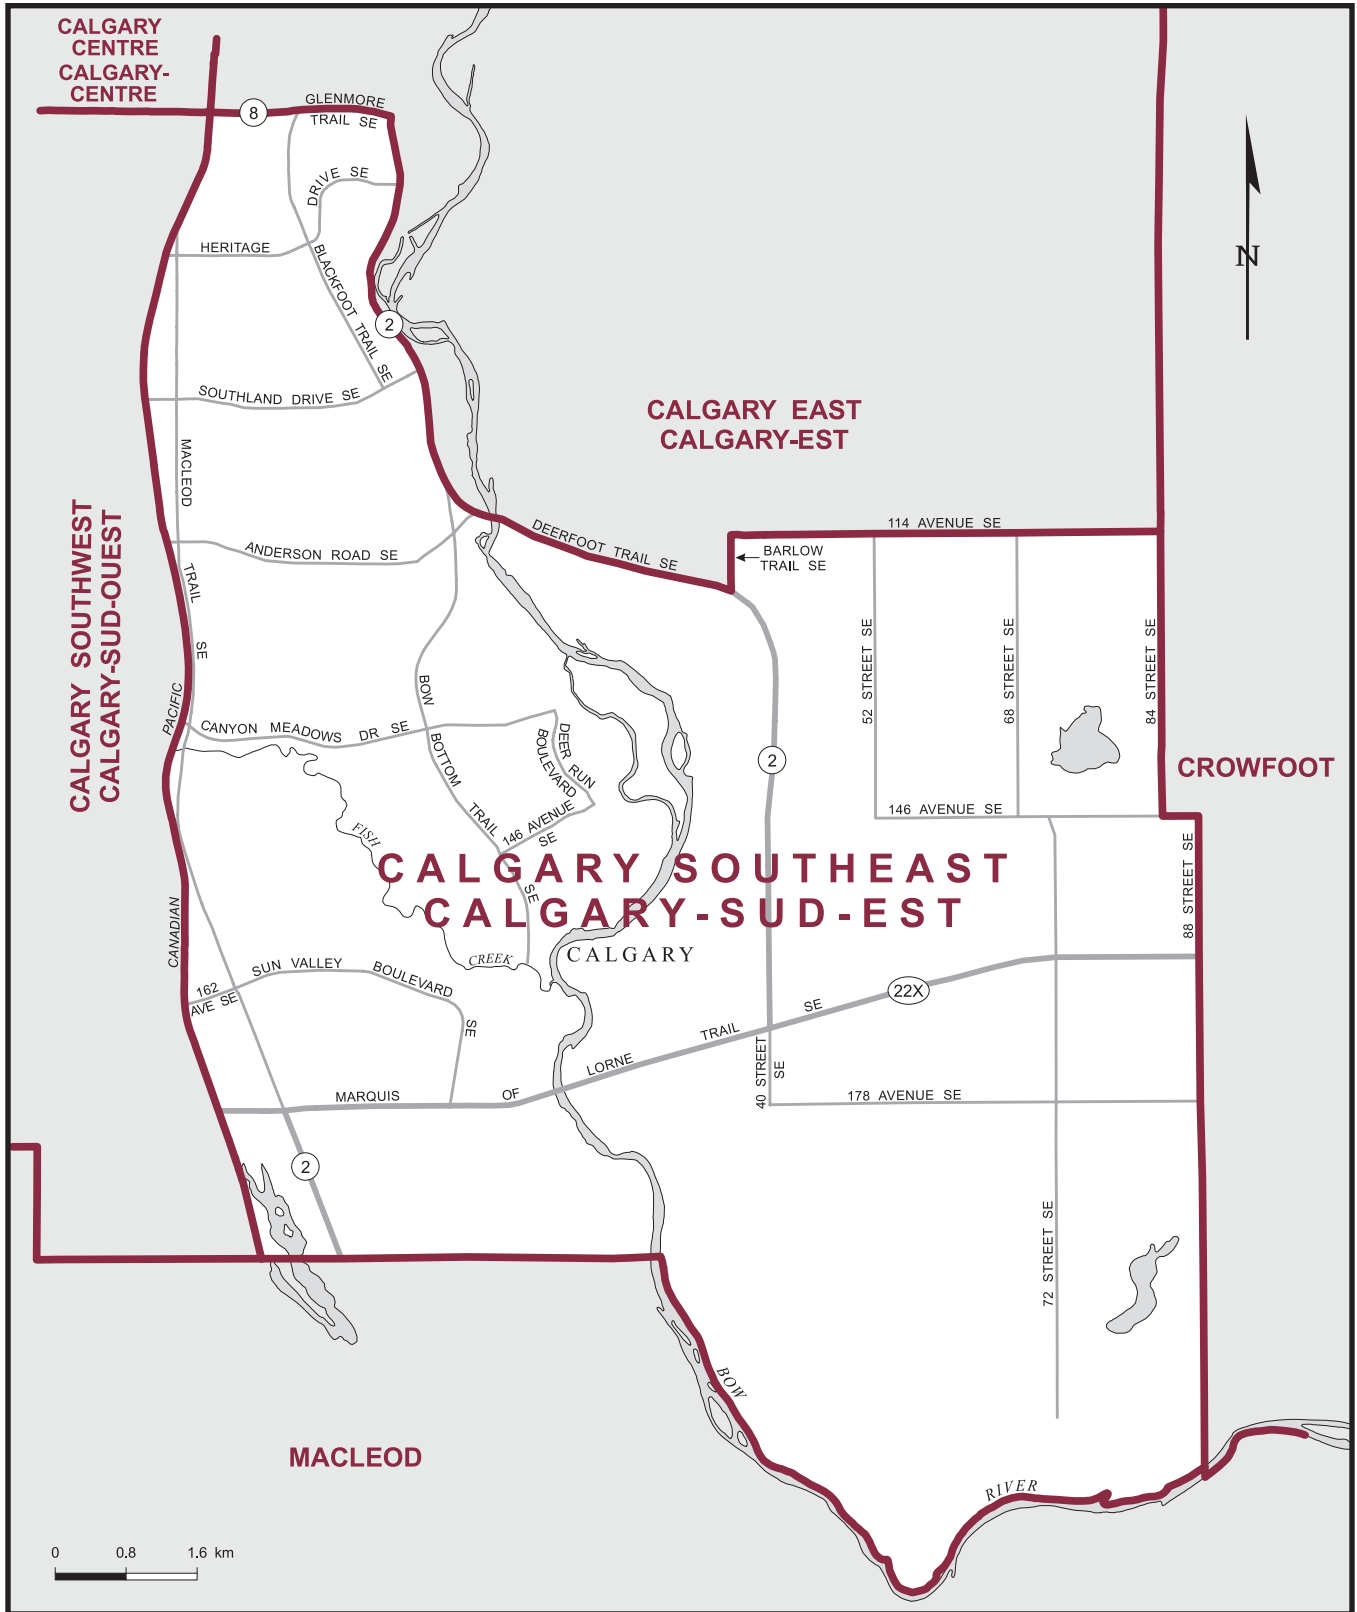 CALGARY
CENTRE
CALGARY-
CENTRE
8
GLENMORE
TRAIL SE
DRIVE SE
HERITAGE
BLACKFOOT TRAIL SE
N
2
SOUTHLAND DRIVE SE
CALGARY EAST
CALGARY-EST
MACLEOD
TRAIL
SE
CALGARY SOUTHWEST
CALGARY-SUD-OUEST
ANDERSON ROAD SE
DEERFOOT TRAIL SE
114 AVENUE SE
BARLOW
TRAIL SE
52 STREET SE
68 STREET SE
84 STREET SE
PACIFIC
CANYON MEADOWS DR SE
BOW
BOTTOM
TRAIL
SE
DEER RUN
BOULEVARD
2
CROWFOOT
146 AVENUE SE
146 AVENUE
SE
88 STREET SE
FISH
CALGARY SOUTHEAST
CALGARY-SUD-EST
CALGARY
CANADIAN
CREEK
162
AVE SE
SUN VALLEY BOULEVARD
SE
22X
MARQUIS OF LORNE TRAIL SE
40 STREET
SE
178 AVENUE SE
2
72 STREET SE
BOW
RIVER
MACLEOD
0 0.8 1.6 km